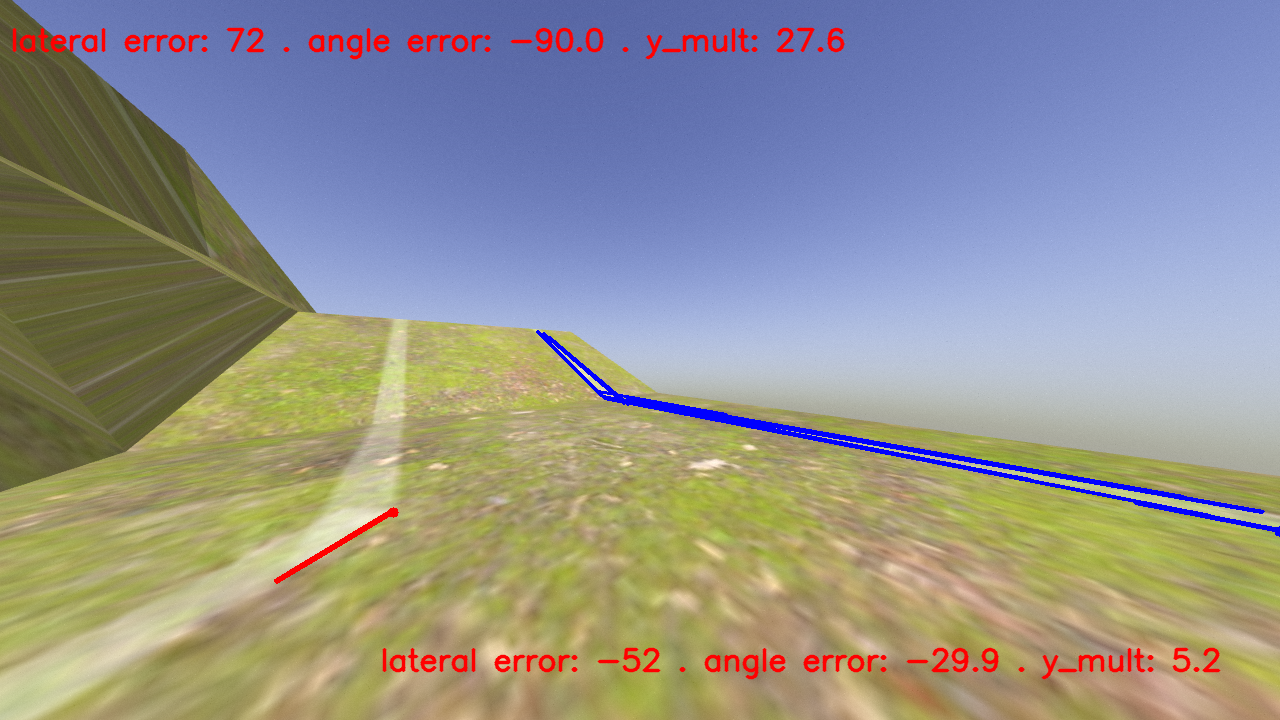 lateral error: 72 . angle error: −90.0 . y_mult: 27.6
lateral error: −52 . angle error: −29.9 . y_mult: 5.2